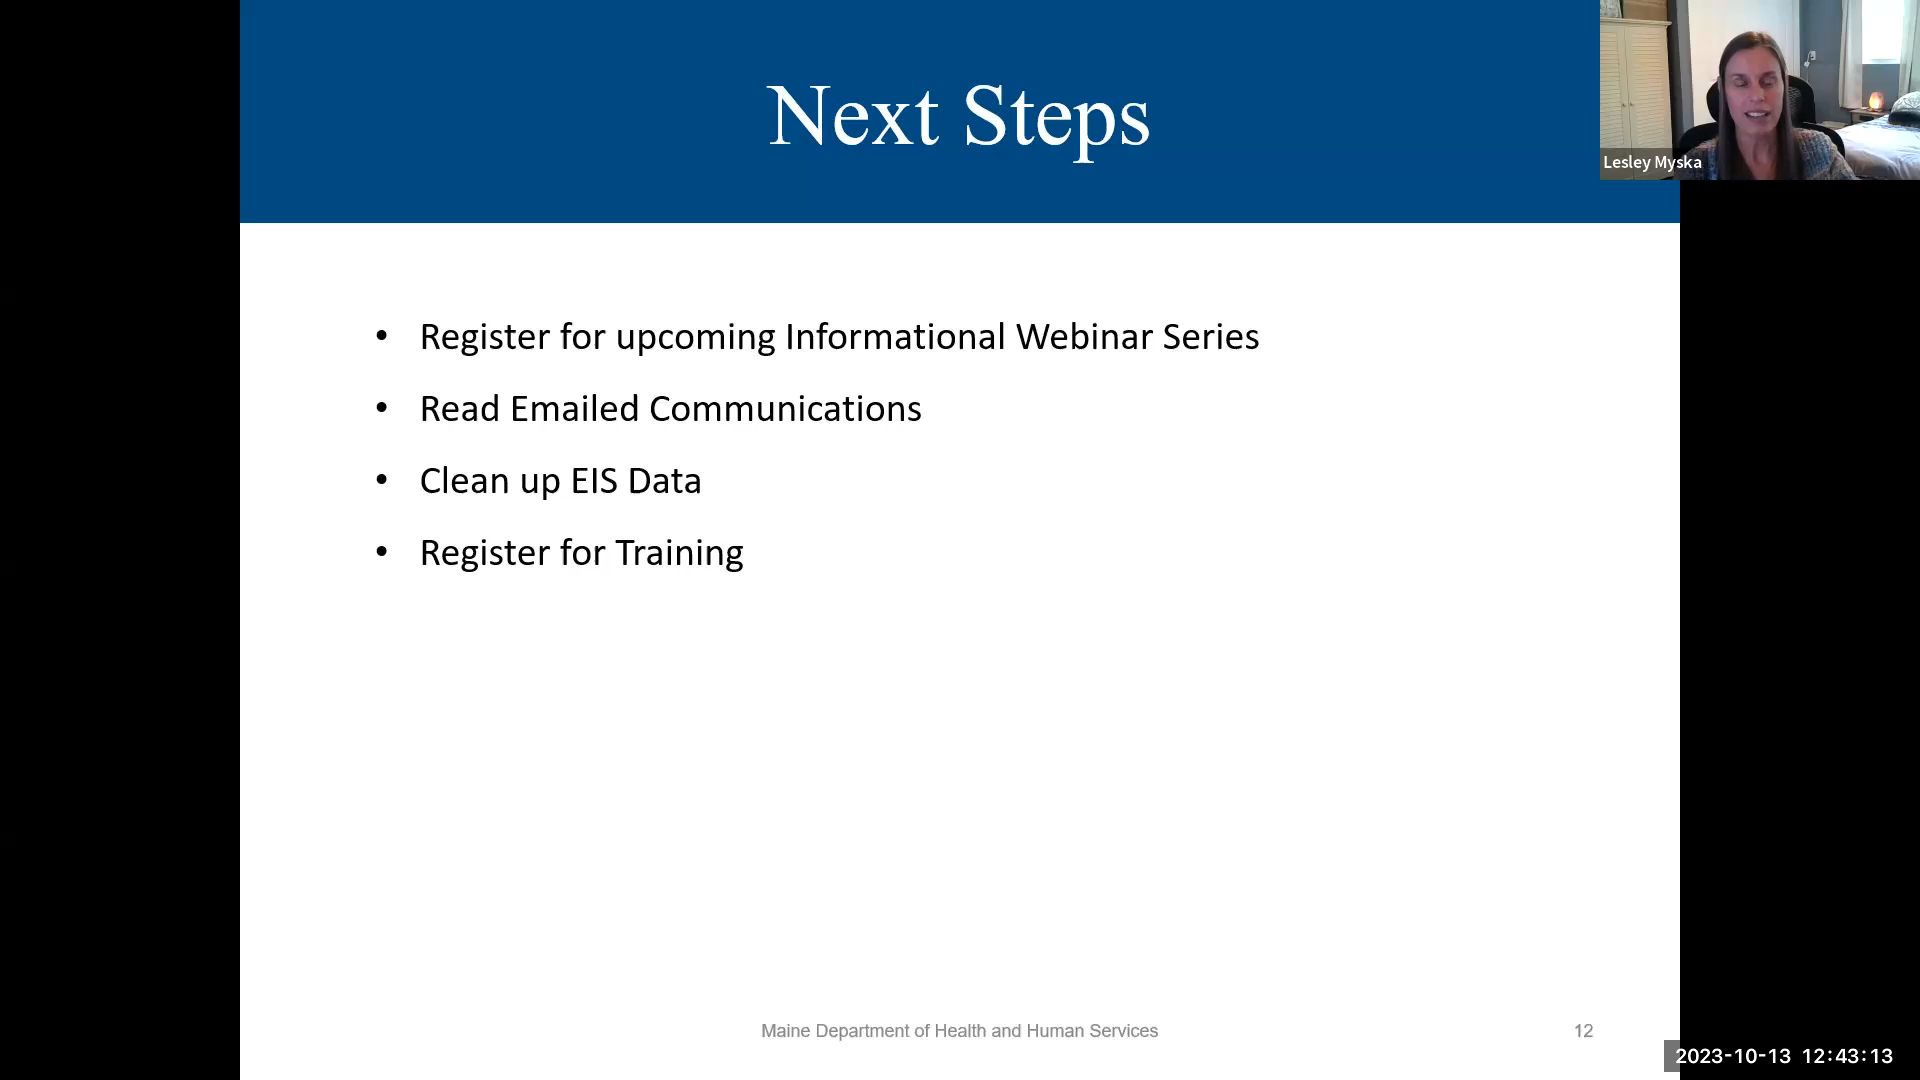 Next Steps
Lesley Myska
• Register for upcoming Informational Webinar Series
• Read Emailed Communications
• Clean up EIS Data
• Register for Training
Maine Department of Health and Human Services
12
2023-10-13 12:43:13